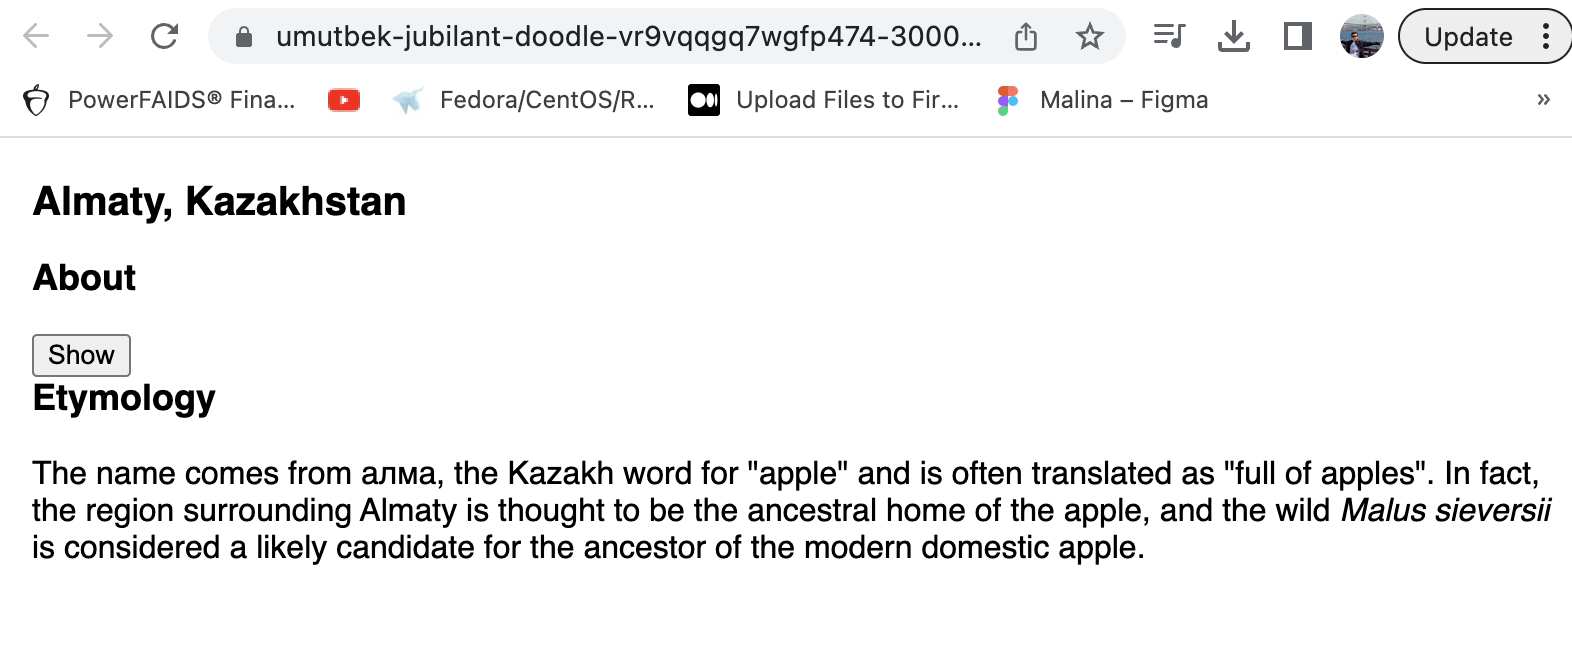 umutbek-jubilant-doodle-vr9vqqgq7wgfp474-3000...
Update
PowerFAIDS® Fina...
Fedora/CentOS/R...
Upload Files to Fir...
Malina – Figma
»
Almaty, Kazakhstan
About
Show
Etymology
The name comes from алма, the Kazakh word for "apple" and is often translated as "full of apples". In fact,
the region surrounding Almaty is thought to be the ancestral home of the apple, and the wild Malus sieversii
is considered a likely candidate for the ancestor of the modern domestic apple.